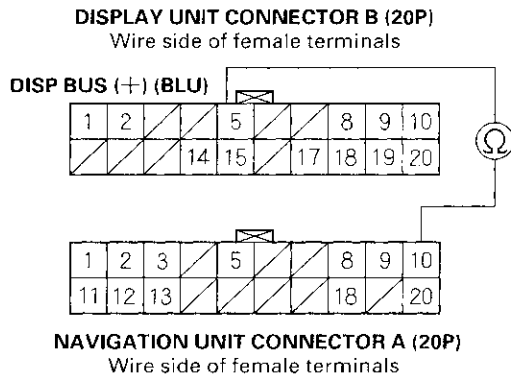 DISPLAY UNIT CONNECTOR B (20P)
Wire side of female terminals
DISP BUS (+) (BLU)
1 2 5 8 9 10
14 15 17 18 19 20
Ω
1 2 3 5 8 9 10
11 12 13 18 20
NAVIGATION UNIT CONNECTOR A (20P)
Wire side of female terminals